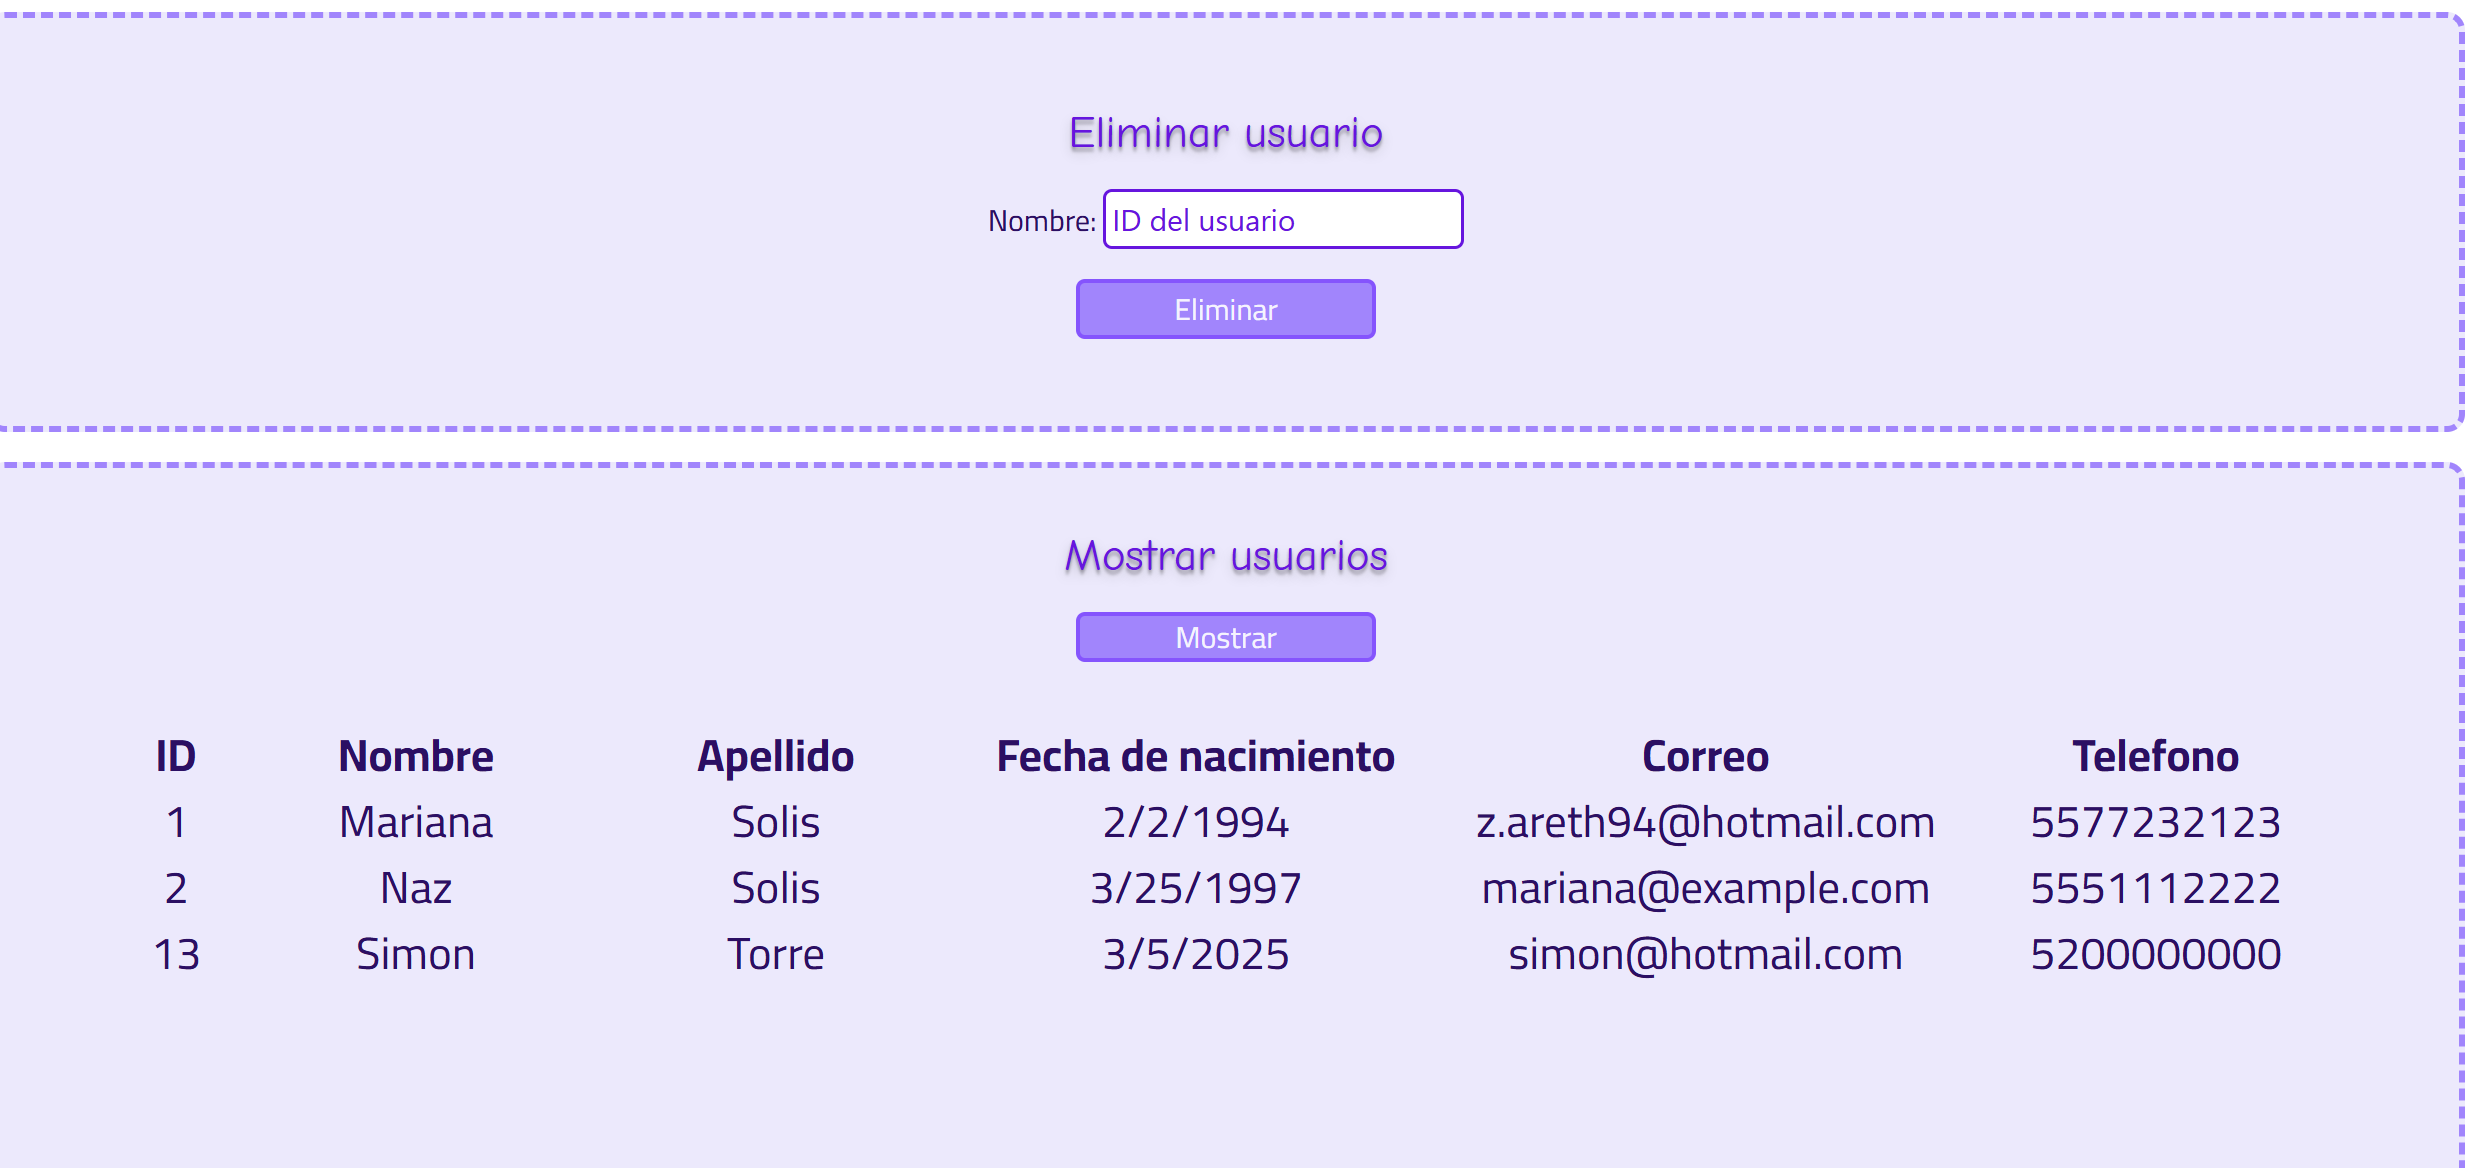 Eliminar usuario
Nombre: ID del usuario
Eliminar
Mostrar usuarios
Mostrar
ID Nombre Apellido Fecha de nacimiento Correo Telefono
1 Mariana Solis 2/2/1994 z.areth94@hotmail.com 5577232123
2 Naz Solis 3/25/1997 mariana@example.com 5551112222
13 Simon Torre 3/5/2025 simon@hotmail.com 5200000000